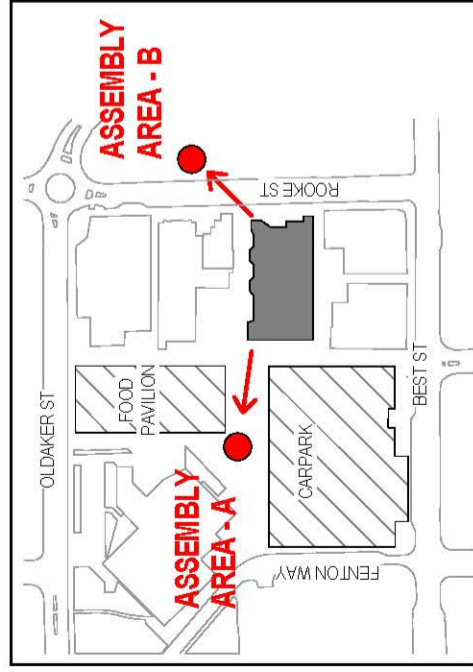 OLDAKER ST
ASSEMBLY
AREA - B
FOOD
PAVILION
ROOKE ST
ASSEMBLY
AREA - A
CARPARK
FENTON WAY
BEST ST